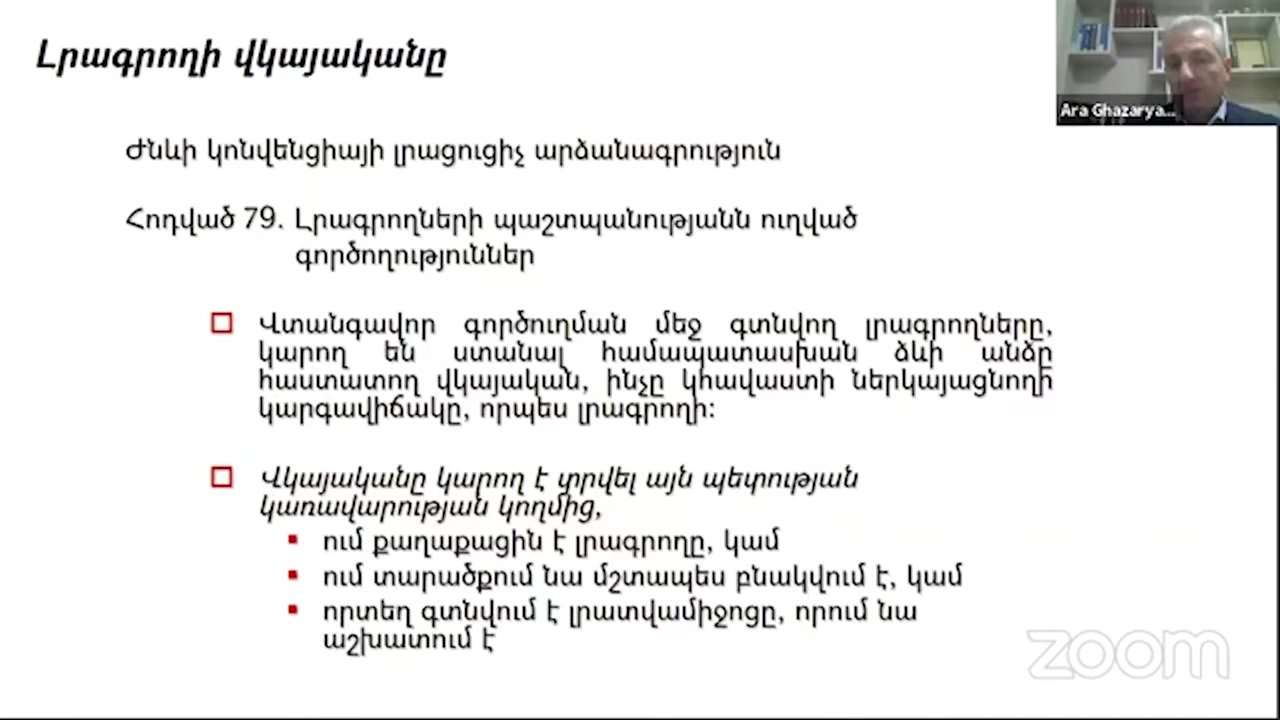 Լրագրողի վկայականը
Ara Ghazarya...
Ժնևի կոնվենցիայի լրացուցիչ արձանագրություն
Հոդված 79. Լրագրողների պաշտպանությանն ուղված
գործողություններ
Վտանգավոր գործուղման մեջ գտնվող լրագրողները,
կարող են ստանալ համապատասխան ձևի անձը
հաստատող վկայական, ինչը կհավաստի ներկայացնողի
կարգավիճակը, որպես լրագրողի:
Վկայականը կարող է տրվել այն պետության
կառավարության կողմից,
ում քաղաքացին է լրագրողը, կամ
ում տարածքում նա մշտապես բնակվում է, կամ
որտեղ գտնվում է լրատվամիջոցը, որում նա
աշխատում է
zoom